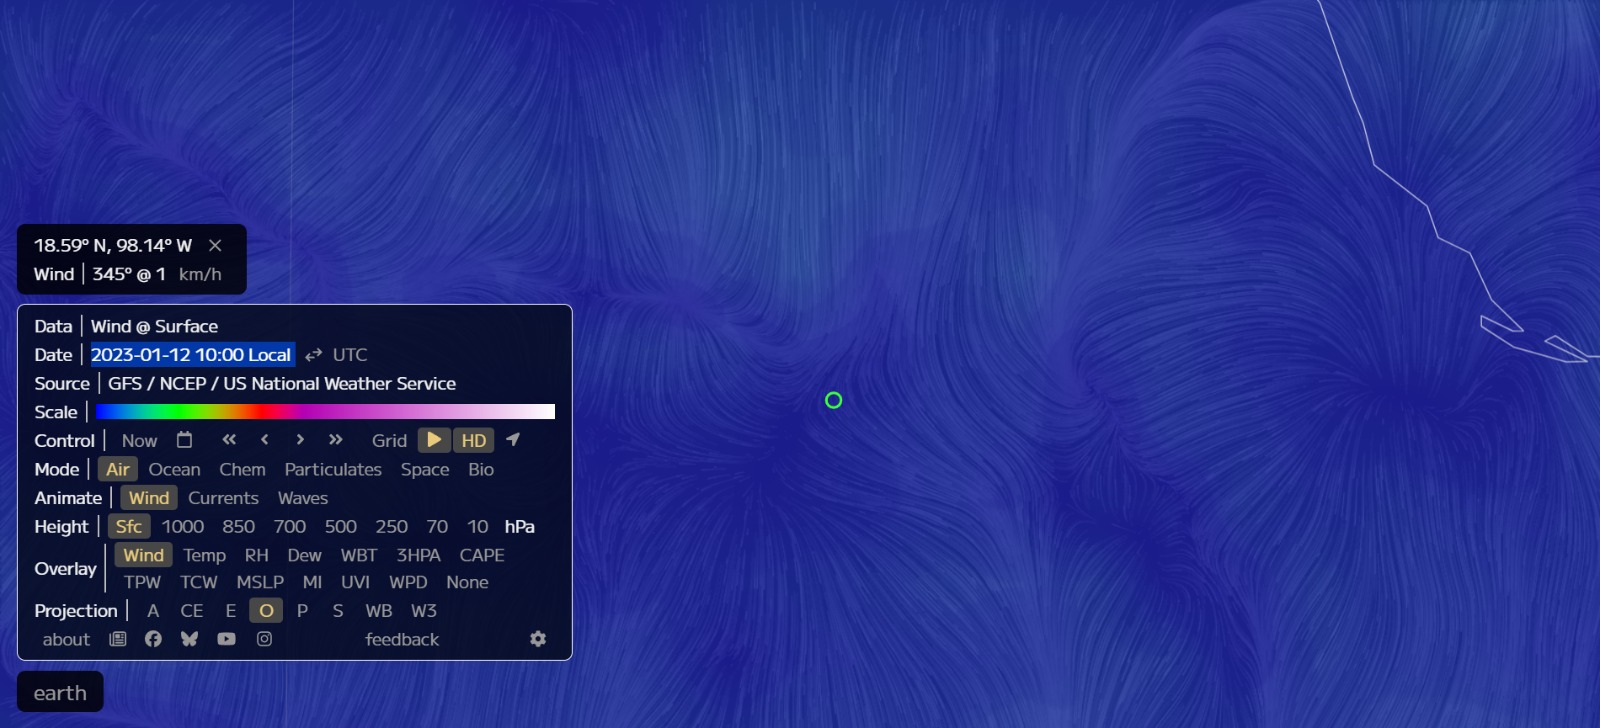 18.59° N, 98.14° W ×
Wind | 345° @ 1 km/h
Data | Wind @ Surface
Date | 2023-01-12 10:00 Local ⇄ UTC
Source | GFS / NCEP / US National Weather Service
Scale |
Control | Now « ‹ › » Grid ▶ HD
Mode | Air Ocean Chem Particulates Space Bio
Animate | Wind Currents Waves
Height | Sfc 1000 850 700 500 250 70 10 hPa
Overlay | Wind Temp RH Dew WBT 3HPA CAPE
TPW TCW MSLP MI UVI WPD None
Projection | A CE E O P S WB W3
about feedback
earth